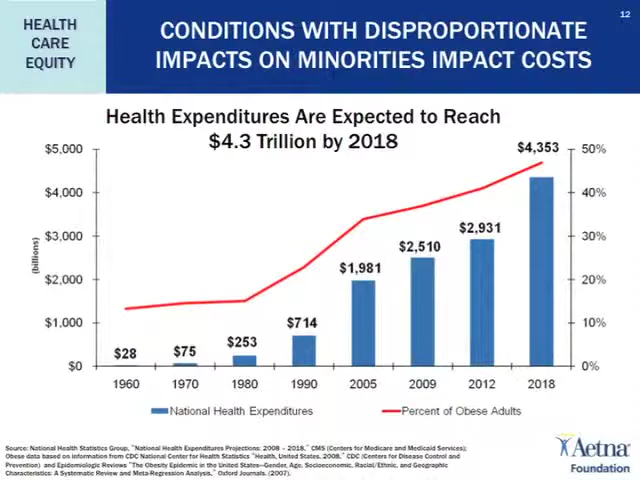 HEALTH
CARE
EQUITY
CONDITIONS WITH DISPROPORTIONATE
IMPACTS ON MINORITIES IMPACT COSTS
12
Health Expenditures Are Expected to Reach
$4.3 Trillion by 2018
$5,000
$4,000
$3,000
$2,000
$1,000
$0
(billions)
50%
40%
30%
20%
10%
0%
$28
$75
$253
$714
$1,981
$2,510
$2,931
$4,353
1960 1970 1980 1990 2005 2009 2012 2018
National Health Expenditures Percent of Obese Adults
Source: National Health Statistics Group, "National Health Expenditures Projections: 2008 – 2018," CMS (Centers for Medicare and Medicaid Services);
Obese data based on information from CDC National Center for Health Statistics "Health, United States, 2008," CDC (Centers for Disease Control and
Prevention) and Epidemiologic Reviews "The Obesity Epidemic in the United States—Gender, Age, Socioeconomic, Racial/Ethnic, and Geographic
Characteristics: A Systematic Review and Meta-Regression Analysis," Oxford Journals. (2007).
Aetna
Foundation